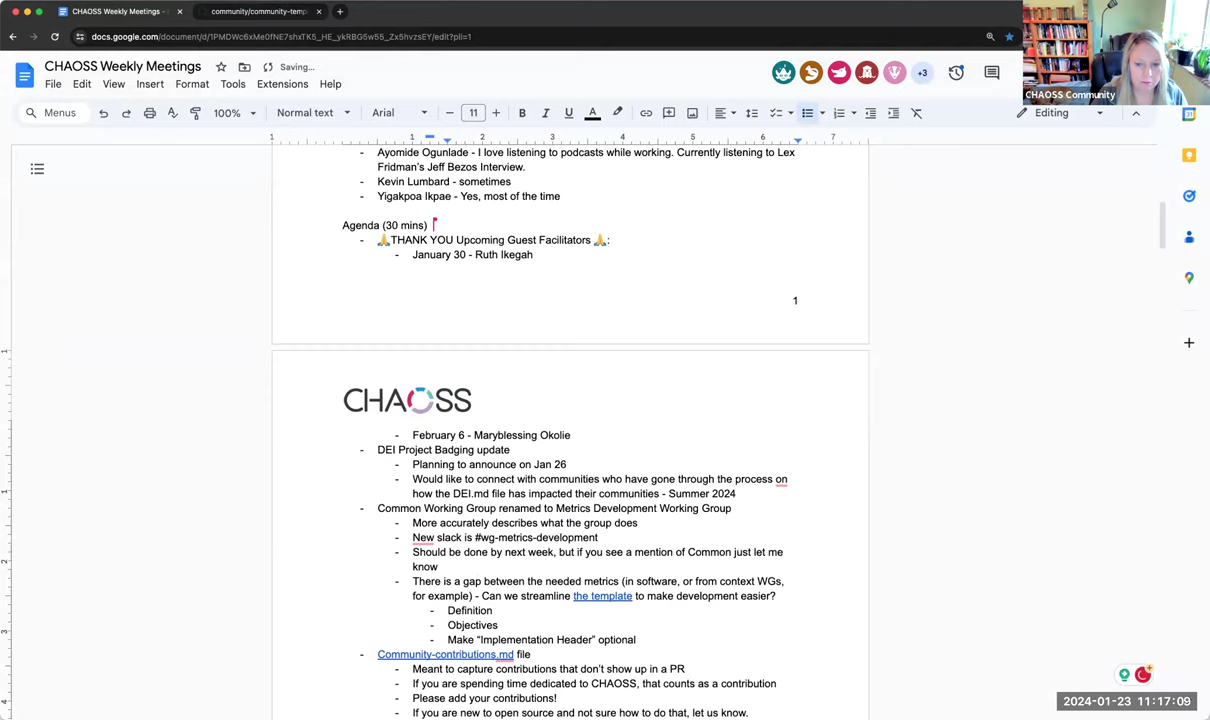 CHAOSS Weekly Meetings -
community/community-temp
docs.google.com/document/d/1PMDWc6xMe0fNE7shxTK5_HE_ykRBG5w55_Zx5hvzsEY/edit?pli=1
CHAOSS Weekly Meetings
Saving...
File Edit View Insert Format Tools Extensions Help
+3
CHAOSS Community
Menus
100%
Normal text
Arial
11
Editing
1 1 2 3 4 5 6 7
Ayomide Ogunlade - I love listening to podcasts while working. Currently listening to Lex
Fridman's Jeff Bezos Interview.
- Kevin Lumbard - sometimes
- Yigakpoa Ikpae - Yes, most of the time
Agenda (30 mins)
- 🙏THANK YOU Upcoming Guest Facilitators 🙏:
- January 30 - Ruth Ikegah
1
CHAOSS
- February 6 - Maryblessing Okolie
- DEI Project Badging update
- Planning to announce on Jan 26
- Would like to connect with communities who have gone through the process on
how the DEI.md file has impacted their communities - Summer 2024
- Common Working Group renamed to Metrics Development Working Group
- More accurately describes what the group does
- New slack is #wg-metrics-development
- Should be done by next week, but if you see a mention of Common just let me
know
- There is a gap between the needed metrics (in software, or from context WGs,
for example) - Can we streamline the template to make development easier?
- Definition
- Objectives
- Make “Implementation Header” optional
- Community-contributions.md file
- Meant to capture contributions that don't show up in a PR
- If you are spending time dedicated to CHAOSS, that counts as a contribution
- Please add your contributions!
- If you are new to open source and not sure how to do that, let us know.
2024-01-23 11:17:09